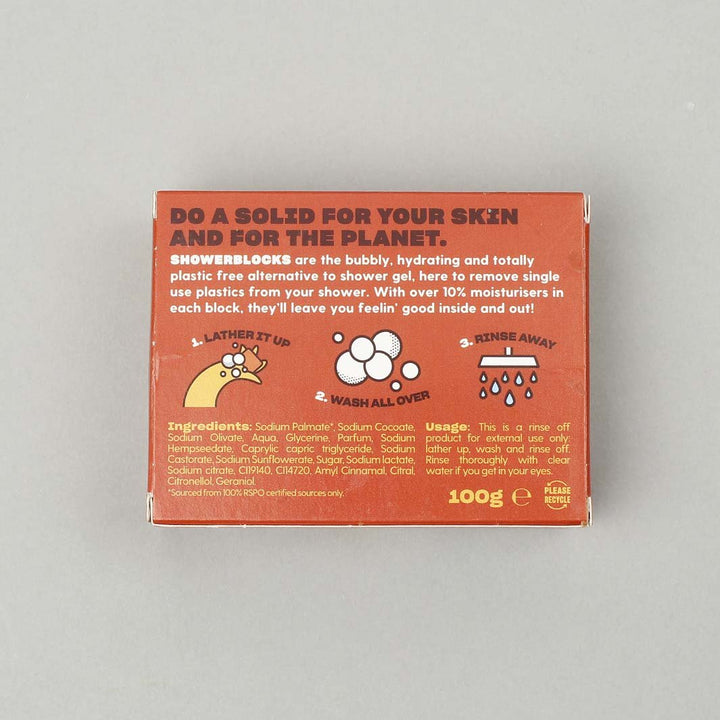 DO A SOLID FOR YOUR SKIN
AND FOR THE PLANET.
SHOWERBLOCKS are the bubbly, hydrating and totally
plastic free alternative to shower gel, here to remove single
use plastics from your shower. With over 10% moisturisers in
each block, they'll leave you feelin' good inside and out!
1. LATHER IT UP
2. WASH ALL OVER
3. RINSE AWAY
Ingredients: Sodium Palmate*, Sodium Cocoate,
Sodium Olivate, Aqua, Glycerine, Parfum, Sodium
Hempseedate, Caprylic capric triglyceride, Sodium
Castorate, Sodium Sunflowerate, Sugar, Sodium lactate,
Sodium citrate, CI19140, CI14720, Amyl Cinnamal, Citral,
Citronellol, Geraniol.
*Sourced from 100% RSPO certified sources only.
Usage: This is a rinse off
product for external use only:
lather up, wash and rinse off.
Rinse thoroughly with clear
water if you get in your eyes.
100g ℮
PLEASE
RECYCLE